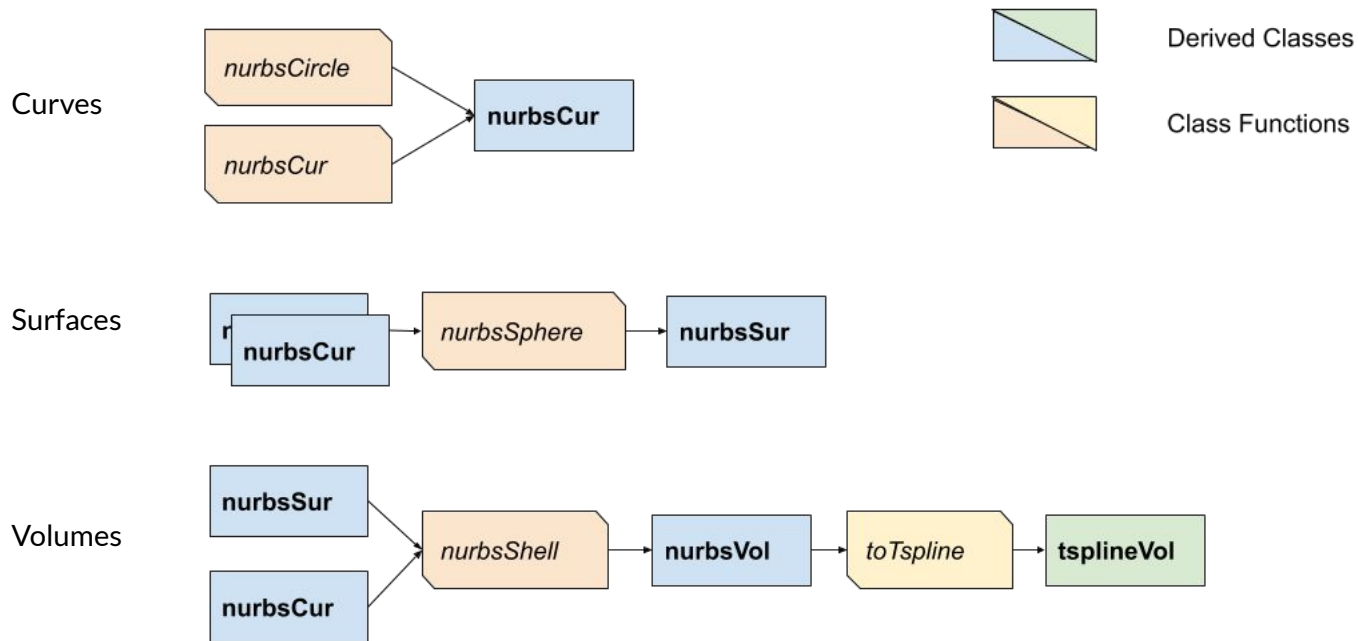 nurbsCircle
Derived Classes
Curves
nurbsCur
nurbsCur
Class Functions
Surfaces
n
nurbsCur
nurbsSphere
nurbsSur
nurbsSur
Volumes
nurbsShell
nurbsVol
toTspline
tsplineVol
nurbsCur